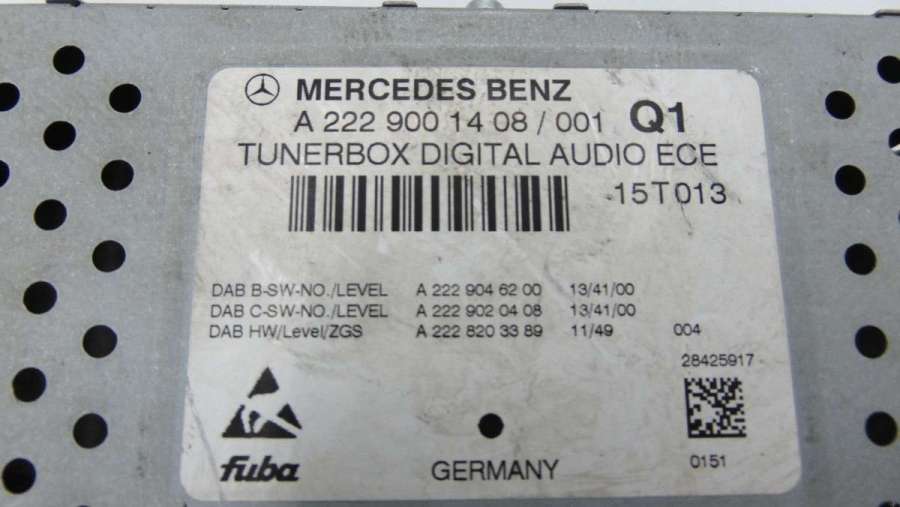 MERCEDES BENZ
A 222 900 14 08 / 001 Q1
TUNERBOX DIGITAL AUDIO ECE
15T013
DAB B-SW-NO./LEVEL A 222 904 62 00 13/41/00
DAB C-SW-NO./LEVEL A 222 902 04 08 13/41/00
DAB HW/Level/ZGS A 222 820 33 89 11/49 004
28425917
fuba GERMANY 0151